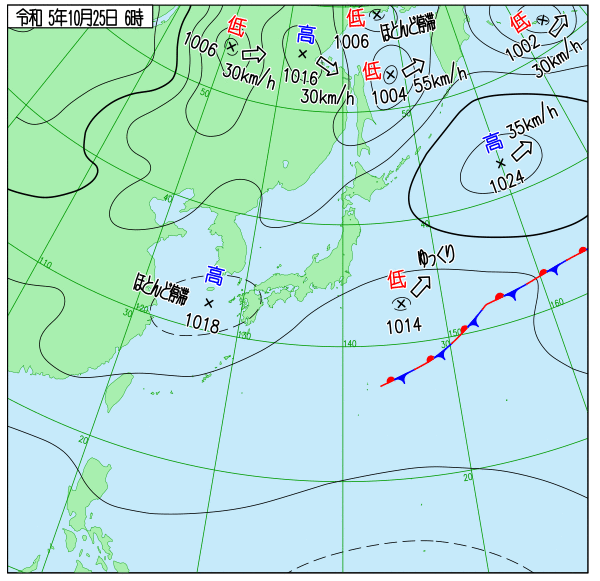 令和 5年10月25日 6時
低
1006
30km/h
高
1016
30km/h
低
1006
ほとんど停滞
低
1004
55km/h
低
1002
30km/h
高
35km/h
1024
50
50
40
40
低
ゆっくり
1014
高
ほとんど停滞
1018
110
30
120
130
140
30
150
160
20
20